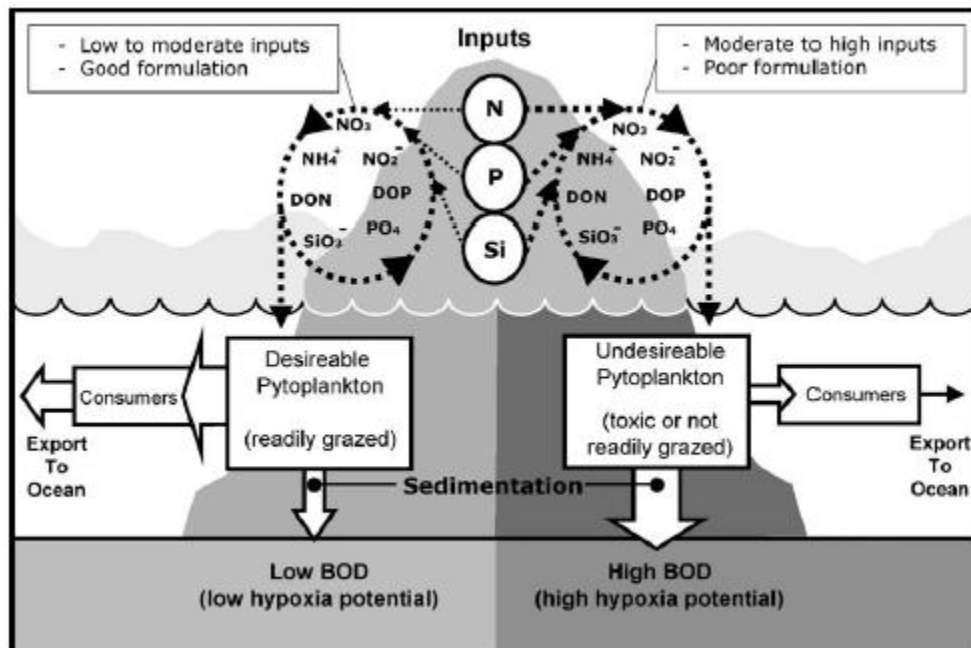 - Low to moderate inputs
- Good formulation
Inputs
- Moderate to high inputs
- Poor formulation
N
P
Si
NO₃
NH₄⁺ NO₂⁻
DON DOP
SiO₃⁻ PO₄⁻
NO₃⁻
NH₄⁻ NO₂⁻
DON DOP
SiO₃⁻ PO₄⁻
Consumers
Desireable
Pytoplankton
(readily grazed)
Undesireable
Pytoplankton
(toxic or not
readily grazed)
Consumers
Export
To
Ocean
Export
To
Ocean
Sedimentation
Low BOD
(low hypoxia potential)
High BOD
(high hypoxia potential)